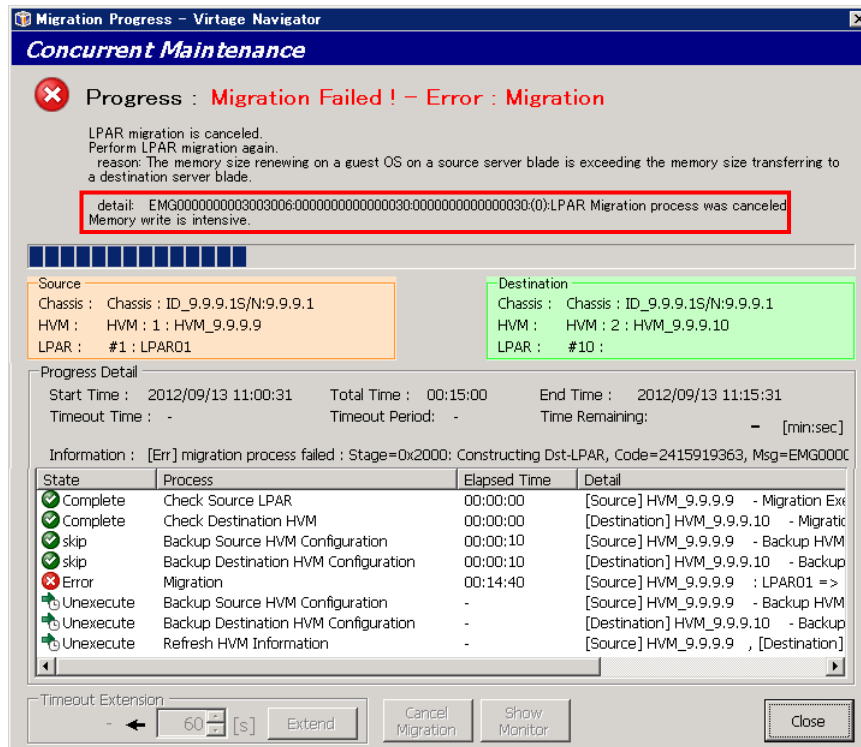 Migration Progress - Virtage Navigator
Concurrent Maintenance
Progress : Migration Failed ! - Error : Migration
LPAR migration is canceled.
Perform LPAR migration again.
reason: The memory size renewing on a guest OS on a source server blade is exceeding the memory size transferring to
a destination server blade.
detail: EMG0000000003003006:0000000000000030:0000000000000030:(0):LPAR Migration process was canceled
Memory write is intensive.
Source
Chassis : Chassis : ID_9.9.9.1S/N:9.9.9.1
HVM : HVM : 1 : HVM_9.9.9.9
LPAR : #1 : LPAR01
Destination
Chassis : Chassis : ID_9.9.9.1S/N:9.9.9.1
HVM : HVM : 2 : HVM_9.9.9.10
LPAR : #10 :
Progress Detail
Start Time : 2012/09/13 11:00:31 Total Time : 00:15:00 End Time : 2012/09/13 11:15:31
Timeout Time : - Timeout Period: - Time Remaining: - [min:sec]
Information : [Err] migration process failed : Stage=0x2000: Constructing Dst-LPAR, Code=2415919363, Msg=EMG0000
State Process Elapsed Time Detail
Complete Check Source LPAR 00:00:00 [Source] HVM_9.9.9.9 - Migration Exe
Complete Check Destination HVM 00:00:00 [Destination] HVM_9.9.9.10 - Migratic
skip Backup Source HVM Configuration 00:00:10 [Source] HVM_9.9.9.9 - Backup HVM
skip Backup Destination HVM Configuration 00:00:10 [Destination] HVM_9.9.9.10 - Backup
Error Migration 00:14:40 [Source] HVM_9.9.9.9 : LPAR01 =>
Unexecute Backup Source HVM Configuration - [Source] HVM_9.9.9.9 - Backup HVM
Unexecute Backup Destination HVM Configuration - [Destination] HVM_9.9.9.10 - Backup
Unexecute Refresh HVM Information - [Source] HVM_9.9.9.9 , [Destination]
Timeout Extension
- 60 [s] Extend
Cancel Migration
Show Monitor
Close